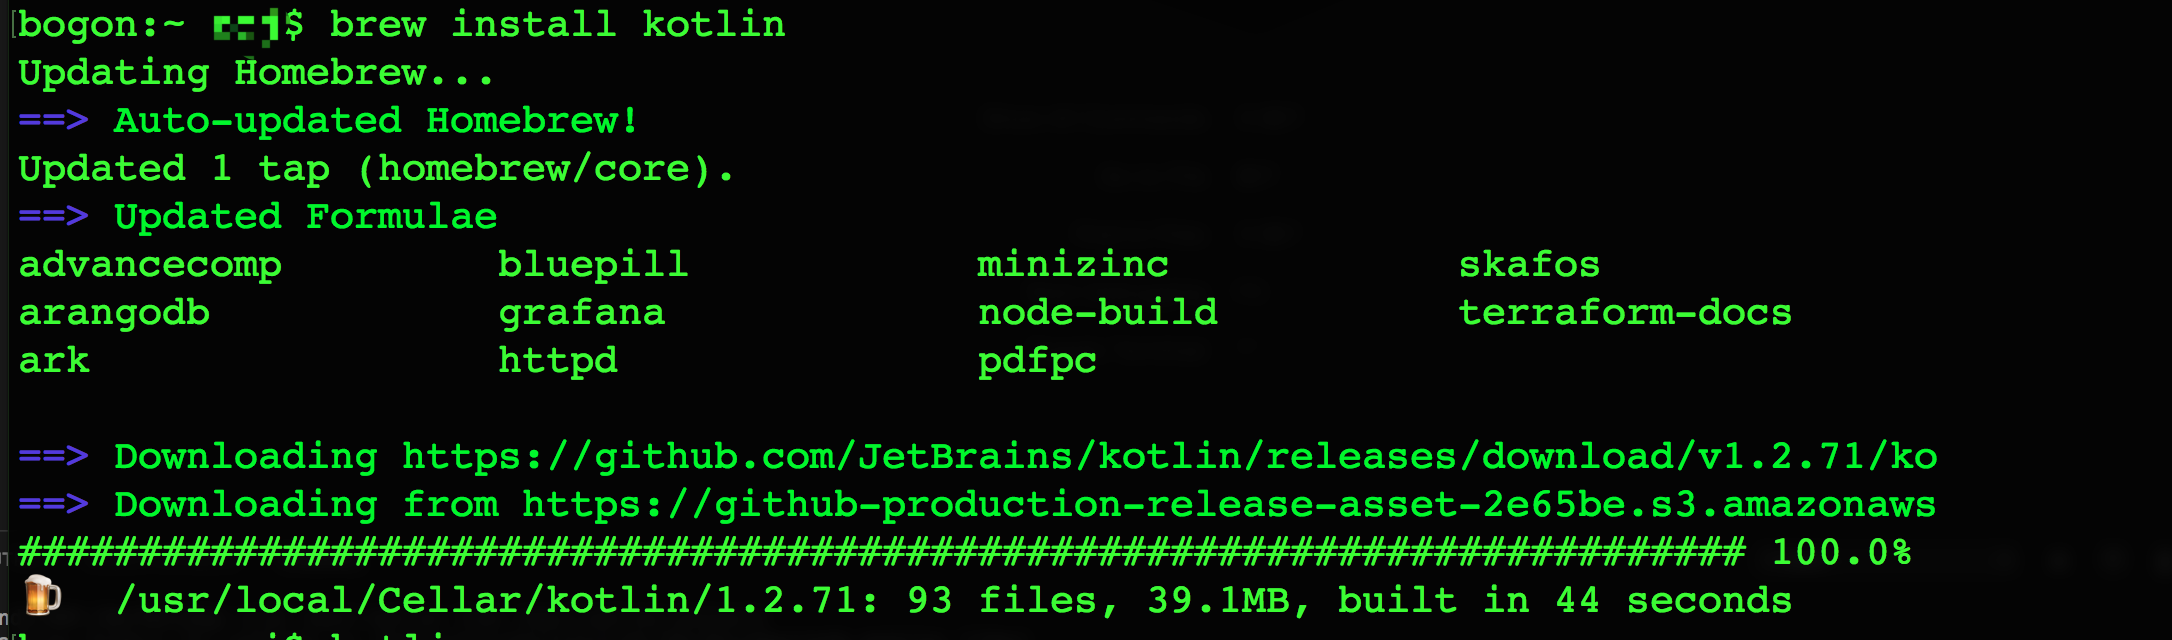 bogon:~ $ brew install kotlin
Updating Homebrew...
==> Auto-updated Homebrew!
Updated 1 tap (homebrew/core).
==> Updated Formulae
advancecomp bluepill minizinc skafos
arangodb grafana node-build terraform-docs
ark httpd pdfpc
==> Downloading https://github.com/JetBrains/kotlin/releases/download/v1.2.71/ko
==> Downloading from https://github-production-release-asset-2e65be.s3.amazonaws
######################################################################## 100.0%
🍺 /usr/local/Cellar/kotlin/1.2.71: 93 files, 39.1MB, built in 44 seconds